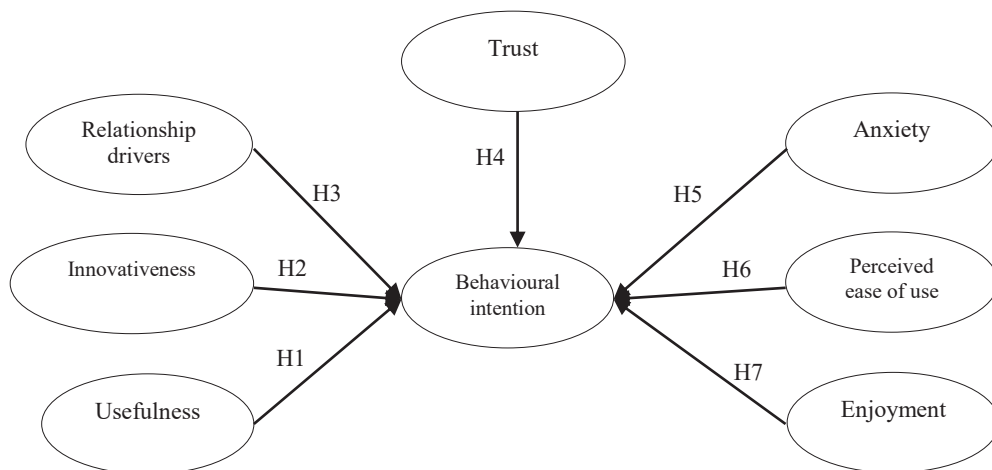 Trust
Relationship
drivers
Anxiety
H4
H3
H5
Innovativeness
H2
Behavioural
intention
H6
Perceived
ease of use
H1
H7
Usefulness
Enjoyment